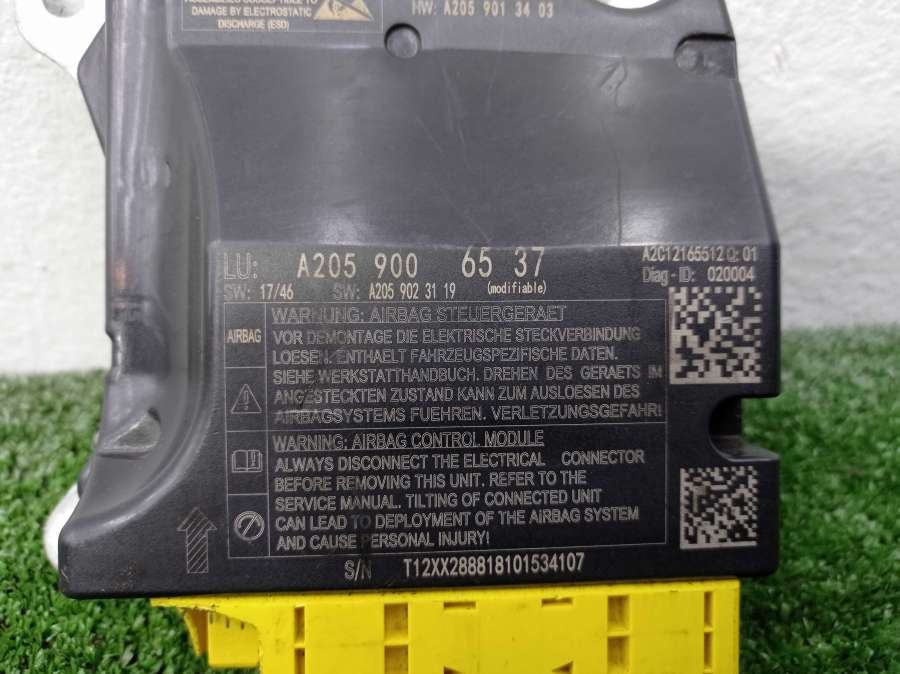 DAMAGE BY ELECTROSTATIC
DISCHARGE (ESD)
HW: A205 901 34 03
LU: A205 900 65 37
SW: 17/46 SW: A205 902 31 19 (modifiable)
A2C12165512 Q: 01
Diag - ID: 020004
AIRBAG
WARNUNG: AIRBAG STEUERGERAET
VOR DEMONTAGE DIE ELEKTRISCHE STECKVERBINDUNG
LOESEN. ENTHAELT FAHRZEUGSPEZIFISCHE DATEN.
SIEHE WERKSTATTHANDBUCH. DREHEN DES GERAETS IM
ANGESTECKTEN ZUSTAND KANN ZUM AUSLOESEN DES
AIRBAGSYSTEMS FUEHREN. VERLETZUNGSGEFAHR!
WARNING: AIRBAG CONTROL MODULE
ALWAYS DISCONNECT THE ELECTRICAL CONNECTOR
BEFORE REMOVING THIS UNIT. REFER TO THE
SERVICE MANUAL. TILTING OF CONNECTED UNIT
CAN LEAD TO DEPLOYMENT OF THE AIRBAG SYSTEM
AND CAUSE PERSONAL INJURY!
S/N T12XX288818101534107